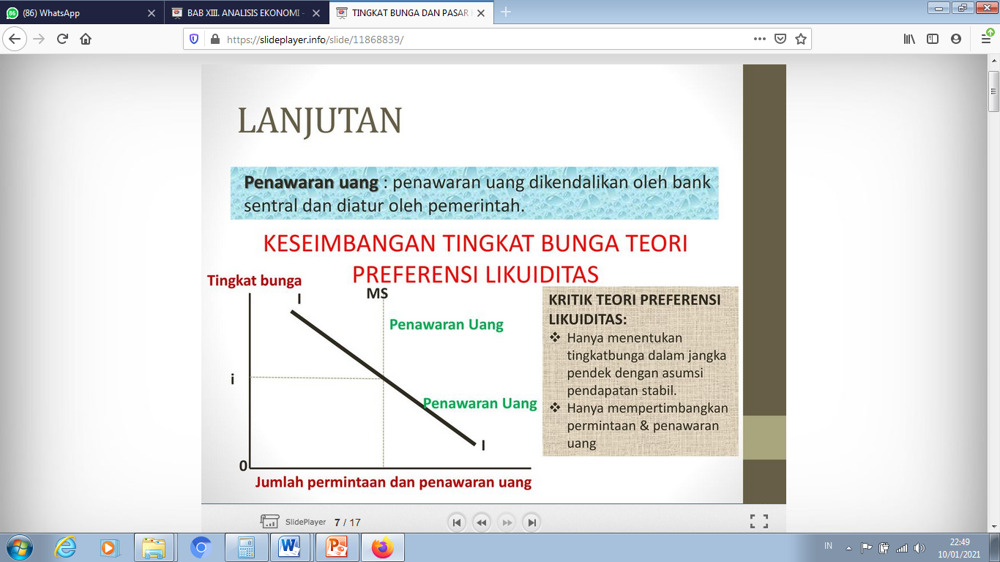 (86) WhatsApp
BAB XIII. ANALISIS EKONOMI -
TINGKAT BUNGA DAN PASAR
https://slideplayer.info/slide/11868839/
LANJUTAN
Penawaran uang : penawaran uang dikendalikan oleh bank
sentral dan diatur oleh pemerintah.
KESEIMBANGAN TINGKAT BUNGA TEORI
PREFERENSI LIKUIDITAS
Tingkat bunga
I
MS
Penawaran Uang
i
Penawaran Uang
I
0
Jumlah permintaan dan penawaran uang
KRITIK TEORI PREFERENSI
LIKUIDITAS:
❖ Hanya menentukan
tingkatbunga dalam jangka
pendek dengan asumsi
pendapatan stabil.
❖ Hanya mempertimbangkan
permintaan & penawaran
uang
SlidePlayer 7 / 17
IN
22:49
10/01/2021